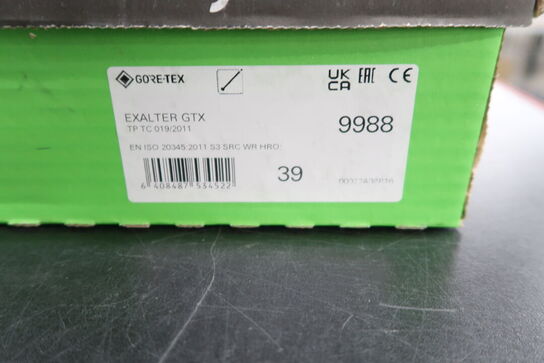 GORE-TEX
UK CA EAC CE
EXALTER GTX
TP TC 019/2011
9988
EN ISO 20345:2011 S3 SRC WR HRO;
6 408487 534522
39